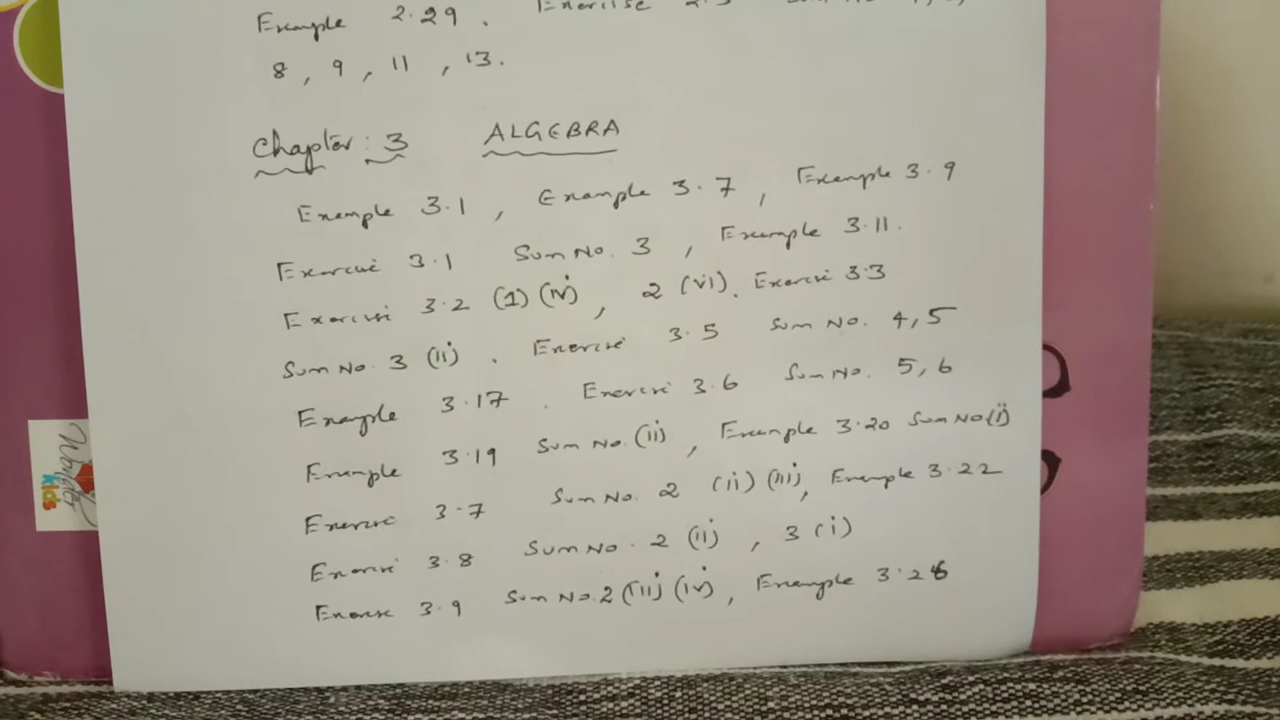 Example 2.29. Exercise
8, 9, 11, 13.
Chapter: 3 ALGEBRA
Example 3.1, Example 3.7, Example 3.9
Exercise 3.1 Sum No. 3, Example 3.11.
Exercise 3.2 (1) (iv), 2 (vi). Exercise 3.3
Sum No. 3 (ii). Exercise 3.5 Sum No. 4,5
Example 3.17. Exercise 3.6 Sum No. 5,6
Example 3.19 Sum No. (ii), Example 3.20 Sum No (i)
Exercise 3.7 Sum No. 2 (ii) (iii), Example 3.22
Exercise 3.8 Sum No. 2 (ii), 3 (i)
Exercise 3.9 Sum No. 2 (iii) (iv), Example 3.26
Wonder
kids